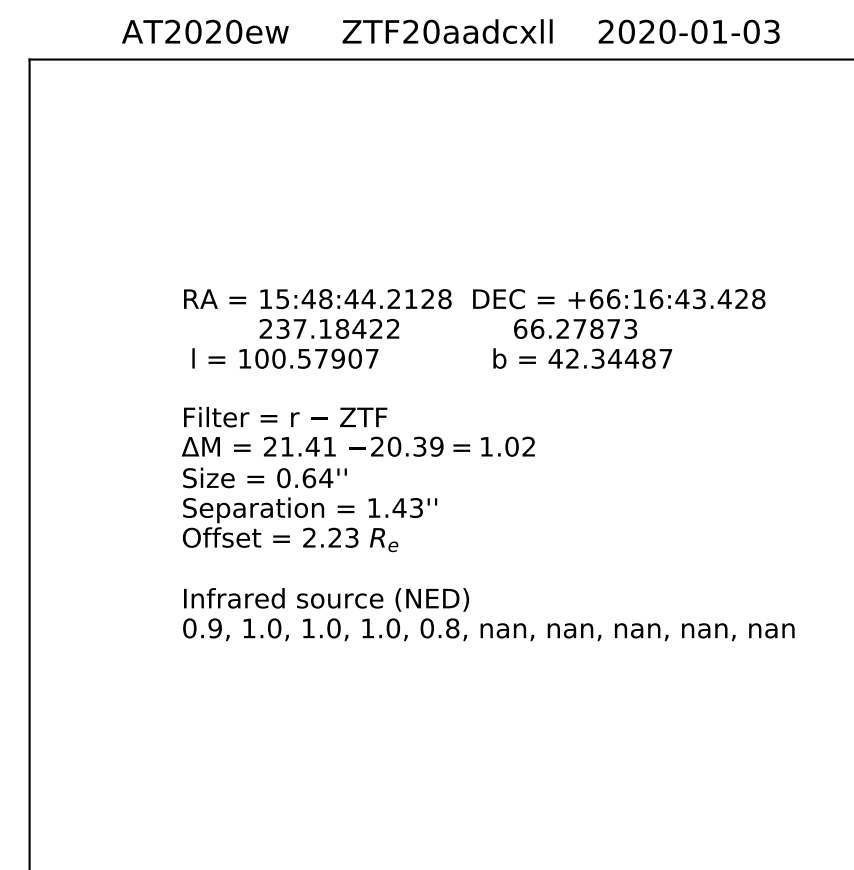 AT2020ew ZTF20aadcxll 2020-01-03
RA = 15:48:44.2128 DEC = +66:16:43.428
237.18422 66.27873
l = 100.57907 b = 42.34487
Filter = r − ZTF
ΔM = 21.41 −20.39 = 1.02
Size = 0.64''
Separation = 1.43''
Offset = 2.23 Rₑ
Infrared source (NED)
0.9, 1.0, 1.0, 1.0, 0.8, nan, nan, nan, nan, nan